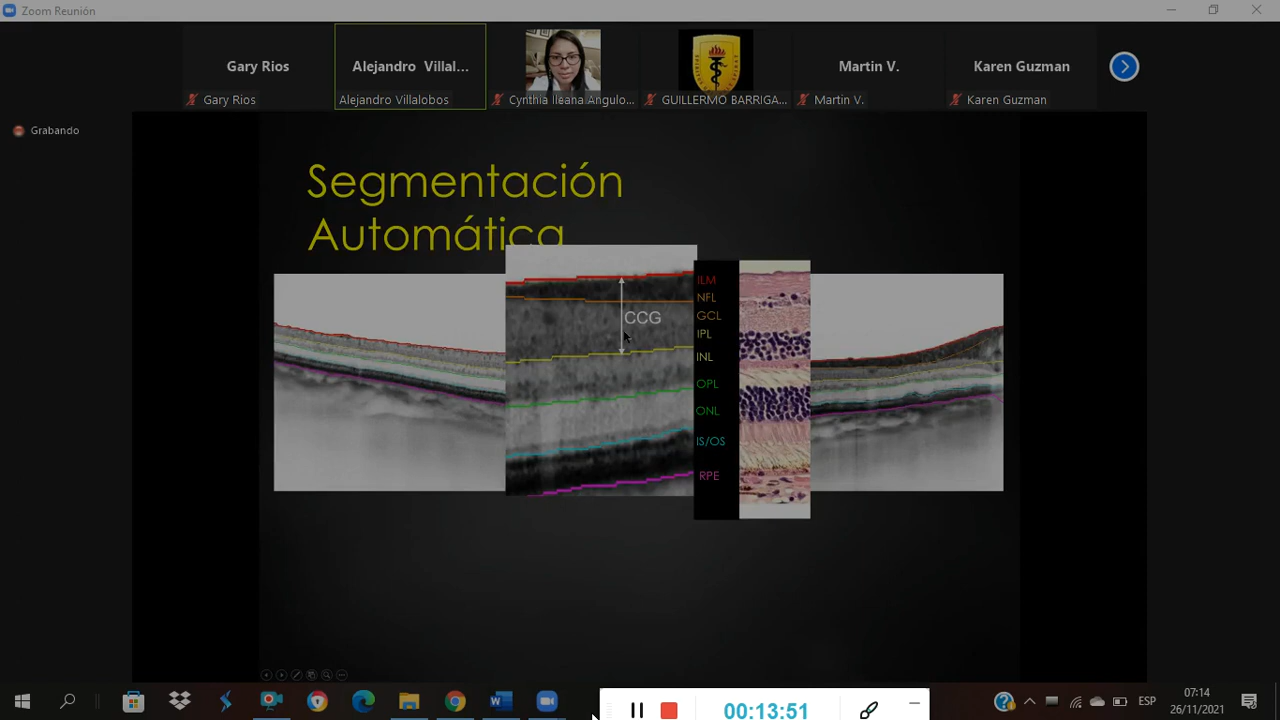 Zoom Reunión
Gary Rios
Alejandro Villal...
Martin V.
Karen Guzman
Gary Rios
Alejandro Villalobos
Cynthia Ileana Angulo...
GUILLERMO BARRIGA...
Martin V.
Karen Guzman
Grabando
Segmentación
Automática
CCG
ILM
NFL
GCL
IPL
INL
OPL
ONL
IS/OS
RPE
ESP
07:14
26/11/2021
00:13:51